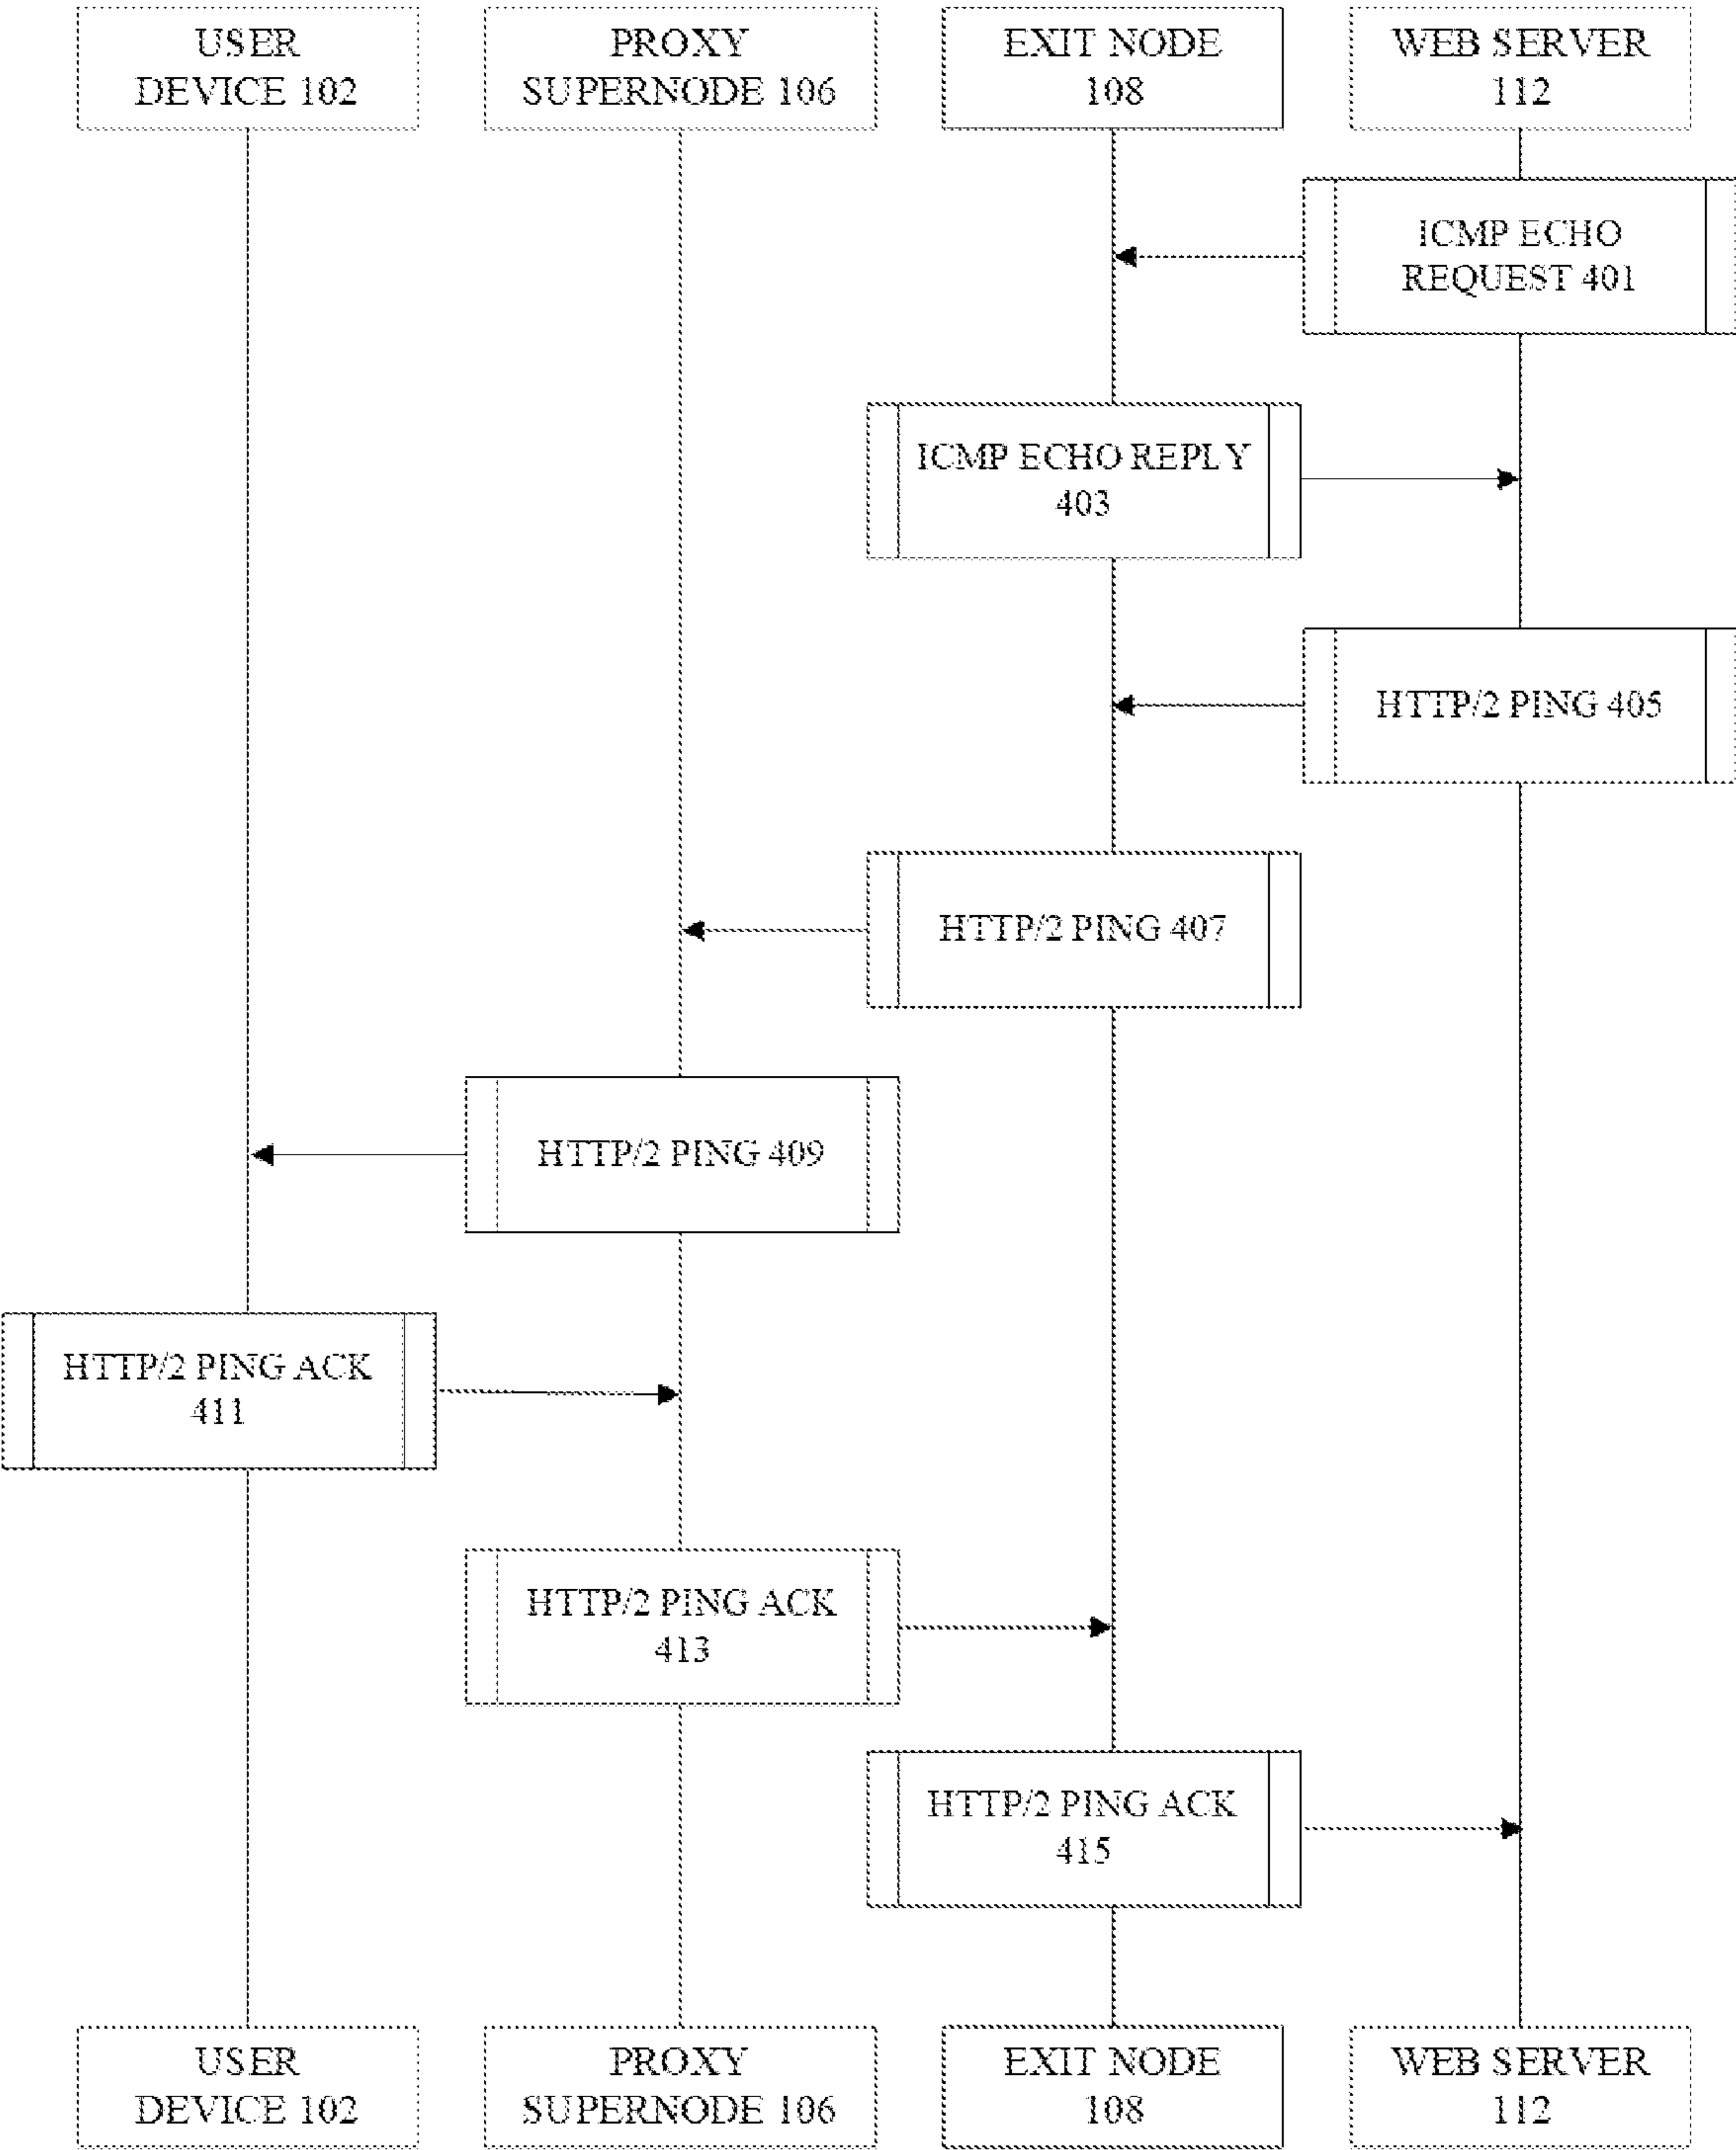 USER
DEVICE 102
PROXY
SUPERNODE 106
EXIT NODE
108
WEB SERVER
112
ICMP ECHO
REQUEST 401
ICMP ECHO REPLY
403
HTTP/2 PING 405
HTTP/2 PING 407
HTTP/2 PING 409
HTTP/2 PING ACK
411
HTTP/2 PING ACK
413
HTTP/2 PING ACK
415
USER
DEVICE 102
PROXY
SUPERNODE 106
EXIT NODE
108
WEB SERVER
112